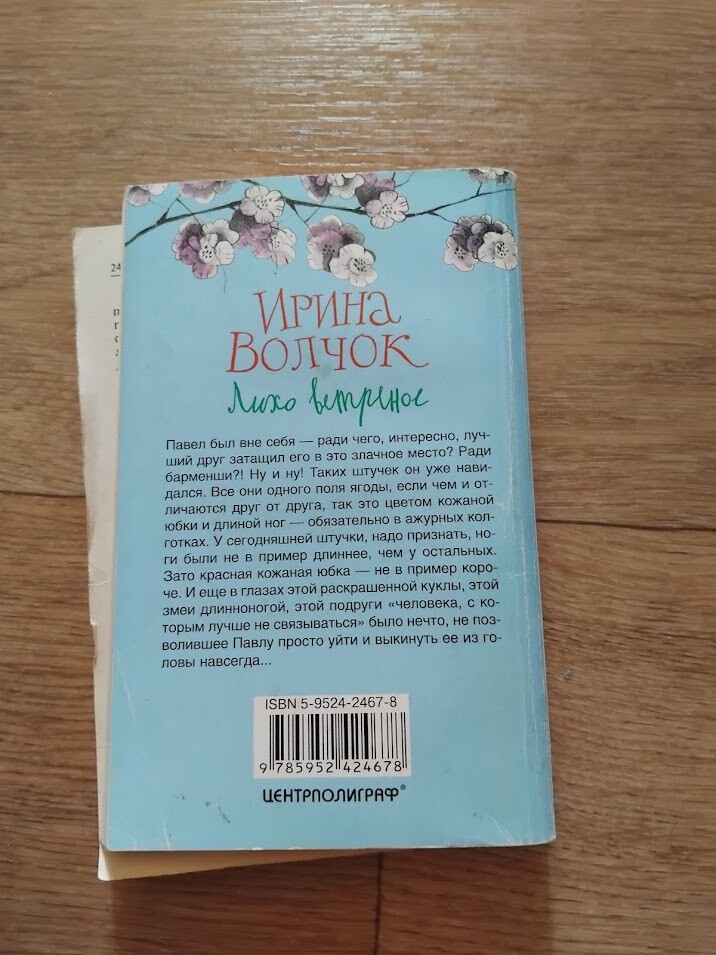 24
ИРИНА
ВОЛЧОК
Лихо ветреное
Павел был вне себя — ради чего, интересно, луч-
ший друг затащил его в это злачное место? Ради
барменши?! Ну и ну! Таких штучек он уже нави-
дался. Все они одного поля ягоды, если чем и от-
личаются друг от друга, так это цветом кожаной
юбки и длиной ног — обязательно в ажурных кол-
готках. У сегодняшней штучки, надо признать, но-
ги были не в пример длиннее, чем у остальных.
Зато красная кожаная юбка — не в пример коро-
че. И еще в глазах этой раскрашенной куклы, этой
змеи длинноногой, этой подруги «человека, с ко-
торым лучше не связываться» было нечто, не поз-
волившее Павлу просто уйти и выкинуть ее из го-
ловы навсегда...
ISBN 5-9524-2467-8
9 785952 424678
ЦЕНТРПОЛИГРАФ®